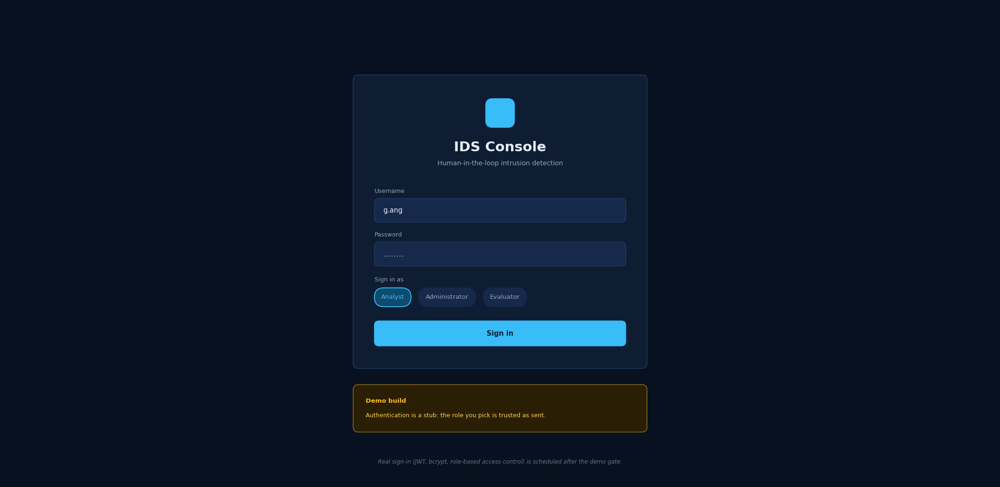 IDS Console
Human-in-the-loop intrusion detection
Username
g.ang
Password
........
Sign in as
Analyst Administrator Evaluator
Sign in
Demo build
Authentication is a stub: the role you pick is trusted as sent.
Real sign-in (JWT, bcrypt, role-based access control) is scheduled after the demo gate.